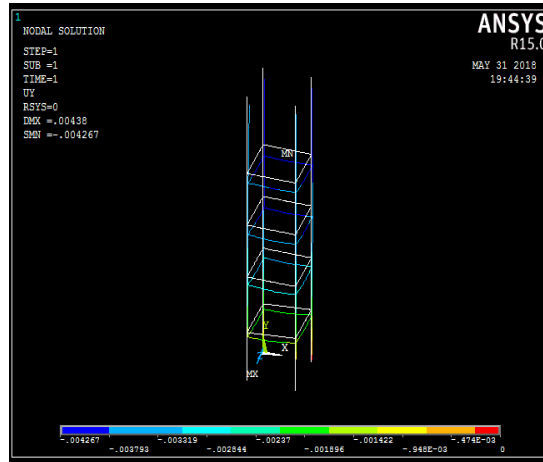 1
NODAL SOLUTION
STEP=1
SUB =1
TIME=1
UY
RSYS=0
DMX =.00438
SMN =-.004267
ANSYS
R15.0
MAY 31 2018
19:44:39
MN
Y
X
MX
-.004267
-.003319
-.00237
-.001422
-.474E-03
-.003793
-.002844
-.001896
-.948E-03
0